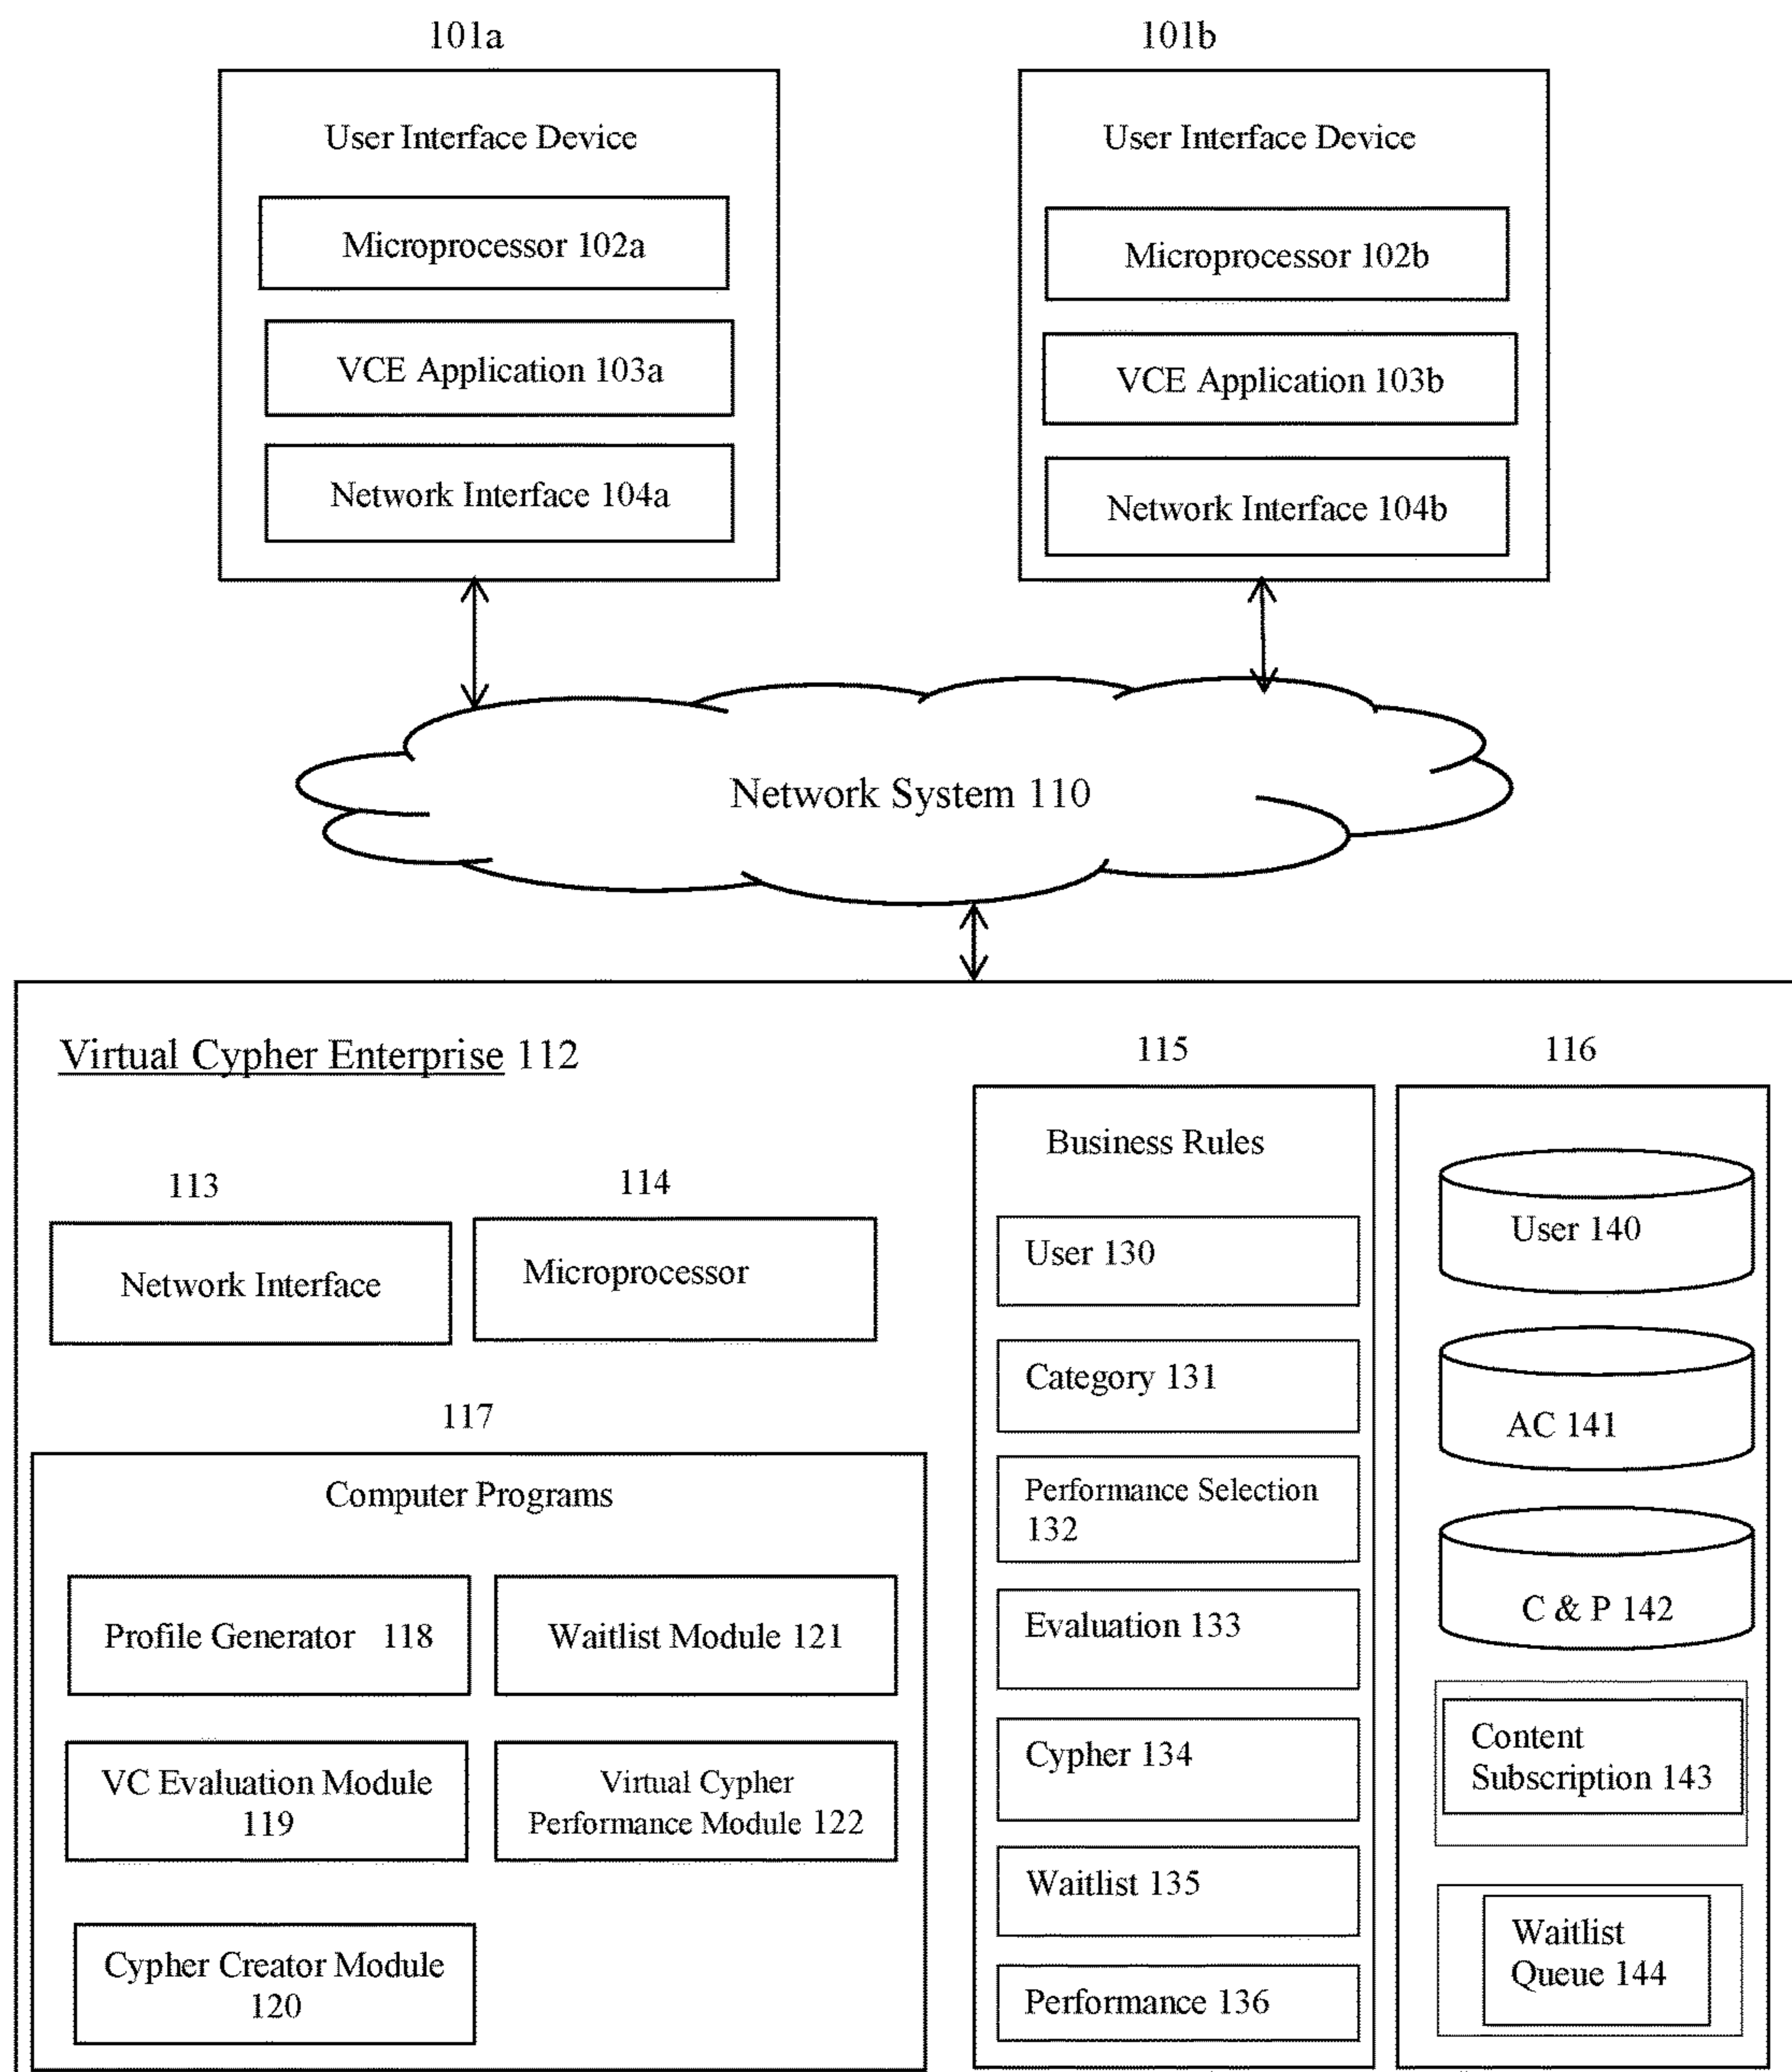 101a
User Interface Device
Microprocessor 102a
VCE Application 103a
Network Interface 104a
101b
User Interface Device
Microprocessor 102b
VCE Application 103b
Network Interface 104b
Network System 110
Virtual Cypher Enterprise 112
113
Network Interface
114
Microprocessor
117
Computer Programs
Profile Generator 118
Waitlist Module 121
VC Evaluation Module
119
Virtual Cypher
Performance Module 122
Cypher Creator Module
120
115
Business Rules
User 130
Category 131
Performance Selection
132
Evaluation 133
Cypher 134
Waitlist 135
Performance 136
116
User 140
AC 141
C & P 142
Content
Subscription 143
Waitlist
Queue 144